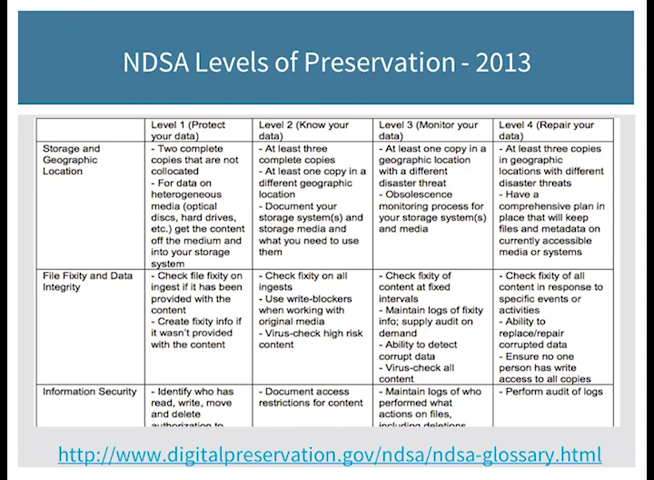 NDSA Levels of Preservation - 2013
Level 1 (Protect
your data)
Level 2 (Know your
data)
Level 3 (Monitor your
data)
Level 4 (Repair your
data)
Storage and
Geographic
Location
- Two complete
copies that are not
collocated
- For data on
heterogeneous
media (optical
discs, hard drives,
etc.) get the content
off the medium and
into your storage
system
- At least three
complete copies
- At least one copy in a
different geographic
location
- Document your
storage system(s) and
storage media and
what you need to use
them
- At least one copy in a
geographic location
with a different
disaster threat
- Obsolescence
monitoring process for
your storage system(s)
and media
- At least three copies
in geographic
locations with different
disaster threats
- Have a
comprehensive plan in
place that will keep
files and metadata on
currently accessible
media or systems
File Fixity and Data
Integrity
- Check file fixity on
ingest if it has been
provided with the
content
- Create fixity info if
it wasn't provided
with the content
- Check fixity on all
ingests
- Use write-blockers
when working with
original media
- Virus-check high risk
content
- Check fixity of
content at fixed
intervals
- Maintain logs of fixity
info; supply audit on
demand
- Ability to detect
corrupt data
- Virus-check all
content
- Check fixity of all
content in response to
specific events or
activities
- Ability to
replace/repair
corrupted data
- Ensure no one
person has write
access to all copies
Information Security
- Identify who has
read, write, move
and delete
authorization to
- Document access
restrictions for content
- Maintain logs of who
performed what
actions on files,
including deletions
- Perform audit of logs
http://www.digitalpreservation.gov/ndsa/ndsa-glossary.html